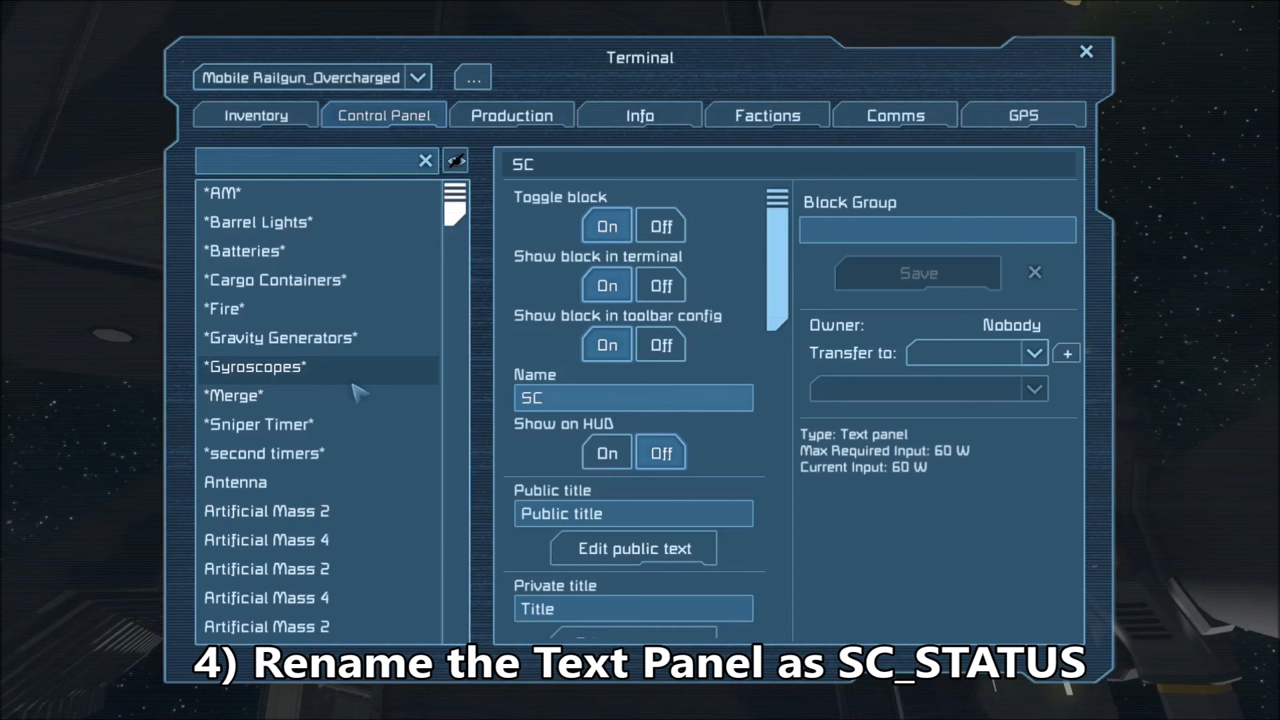 Terminal
Mobile Railgun_Overcharged
...
Inventory
Control Panel
Production
Info
Factions
Comms
GPS
*AM*
*Barrel Lights*
*Batteries*
*Cargo Containers*
*Fire*
*Gravity Generators*
*Gyroscopes*
*Merge*
*Sniper Timer*
*second timers*
Antenna
Artificial Mass 2
Artificial Mass 4
Artificial Mass 2
Artificial Mass 4
Artificial Mass 2
SC
Toggle block
On Off
Show block in terminal
On Off
Show block in toolbar config
On Off
Name
SC
Show on HUD
On Off
Public title
Public title
Edit public text
Private title
Title
Block Group
Save
Owner: Nobody
Transfer to:
+
Type: Text panel
Max Required Input: 60 W
Current Input: 60 W
4) Rename the Text Panel as SC_STATUS